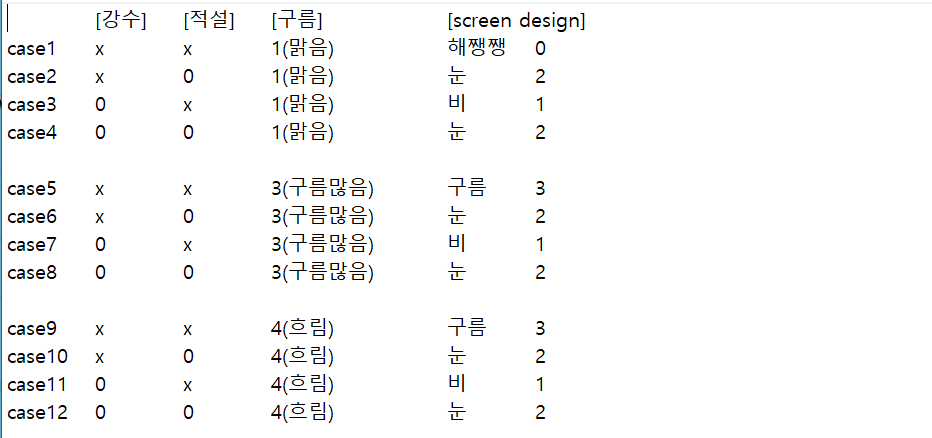 [강수] [적설] [구름] [screen design]
case1 x x 1(맑음) 해쨍쨍 0
case2 x 0 1(맑음) 눈 2
case3 0 x 1(맑음) 비 1
case4 0 0 1(맑음) 눈 2
case5 x x 3(구름많음) 구름 3
case6 x 0 3(구름많음) 눈 2
case7 0 x 3(구름많음) 비 1
case8 0 0 3(구름많음) 눈 2
case9 x x 4(흐림) 구름 3
case10 x 0 4(흐림) 눈 2
case11 0 x 4(흐림) 비 1
case12 0 0 4(흐림) 눈 2